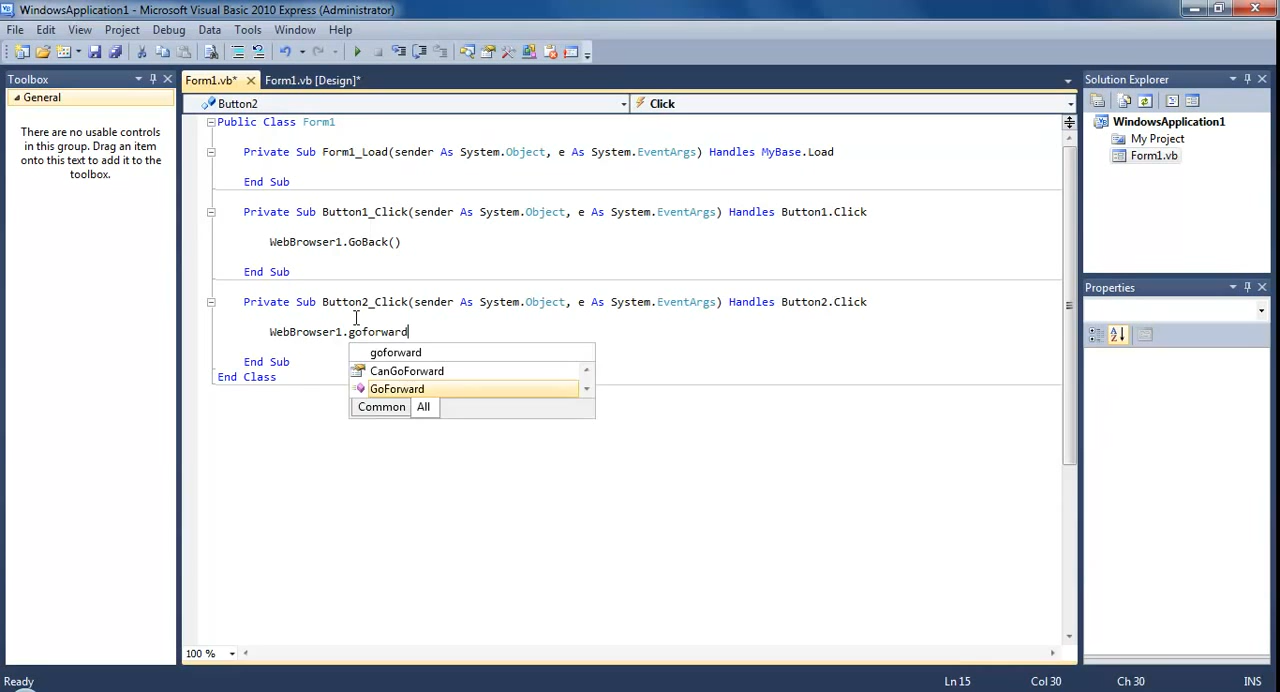 WindowsApplication1 - Microsoft Visual Basic 2010 Express (Administrator)
File Edit View Project Debug Data Tools Window Help
Toolbox
General
There are no usable controls
in this group. Drag an item
onto this text to add it to the
toolbox.
Form1.vb* Form1.vb [Design]*
Button2 Click
Public Class Form1
Private Sub Form1_Load(sender As System.Object, e As System.EventArgs) Handles MyBase.Load
End Sub
Private Sub Button1_Click(sender As System.Object, e As System.EventArgs) Handles Button1.Click
WebBrowser1.GoBack()
End Sub
Private Sub Button2_Click(sender As System.Object, e As System.EventArgs) Handles Button2.Click
WebBrowser1.goforward
goforward
CanGoForward
GoForward
Common All
End Sub
End Class
100 %
Solution Explorer
WindowsApplication1
My Project
Form1.vb
Properties
Ready Ln 15 Col 30 Ch 30 INS